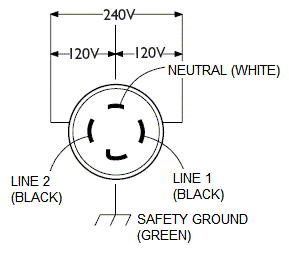 240V
120V 120V
NEUTRAL (WHITE)
LINE 2
(BLACK)
LINE 1
(BLACK)
SAFETY GROUND
(GREEN)